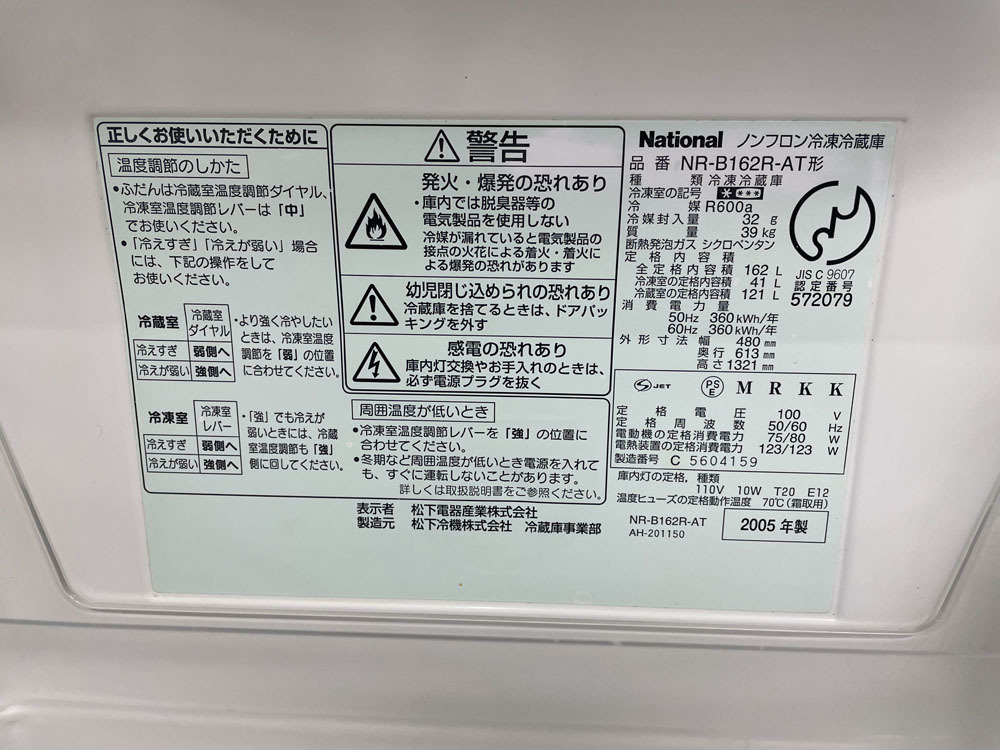 正しくお使いいただくために
温度調節のしかた
•ふだんは冷蔵室温度調節ダイヤル、
冷凍室温度調節レバーは「中」
でお使いください。
•「冷えすぎ」「冷えが弱い」場合
には、下記の操作をして
お使いください。
冷蔵室
冷蔵室
ダイヤル
冷えすぎ 弱側へ
冷えが弱い 強側へ
・より強く冷やしたい
ときは、冷凍室温度
調節を「弱」の位置
に合わせてください。
冷凍室
冷凍室
レバー
冷えすぎ 弱側へ
冷えが弱い 強側へ
・「強」でも冷えが
弱いときには、冷蔵
室温度調節も「強」
側に回してください。
警告
発火・爆発の恐れあり
・庫内では脱臭器等の
電気製品を使用しない
冷媒が漏れていると電気製品の
接点の火花による着火・着火に
よる爆発の恐れがあります
幼児閉じ込められの恐れあり
冷蔵庫を捨てるときは、ドアパッ
キングを外す
感電の恐れあり
庫内灯交換やお手入れのときは、
必ず電源プラグを抜く
周囲温度が低いとき
•冷凍室温度調節レバーを「強」の位置に
合わせてください。
•冬期など周囲温度が低いとき電源を入れて
も、すぐに運転しないことがあります。
詳しくは取扱説明書をご参照ください。
表示者 松下電器産業株式会社
製造元 松下冷機株式会社 冷蔵庫事業部
National ノンフロン冷凍冷蔵庫
品番 NR-B162R-AT形
種類 冷凍冷蔵庫
冷凍室の記号 ****
冷媒 R600a
冷媒封入量 32 g
質量 39 kg
断熱発泡ガス シクロペンタン
定格内容積
全定格内容積 162 L
冷凍室の定格内容積 41 L
冷蔵室の定格内容積 121 L
消費電力量
50Hz 360 kWh/年
60Hz 360 kWh/年
外形寸法 幅 480 mm
奥行 613 mm
高さ 1321 mm
JIS C 9607
認定番号
572079
S JET PSE M R K K
定格電圧 100 V
定格周波数 50/60 Hz
電動機の定格消費電力 75/80 W
電熱装置の定格消費電力 123/123 W
製造番号 C 5604159
庫内灯の定格，種類
110V 10W T20 E12
温度ヒューズの定格動作温度 70℃(霜取用)
NR-B162R-AT
AH-201150
2005 年製